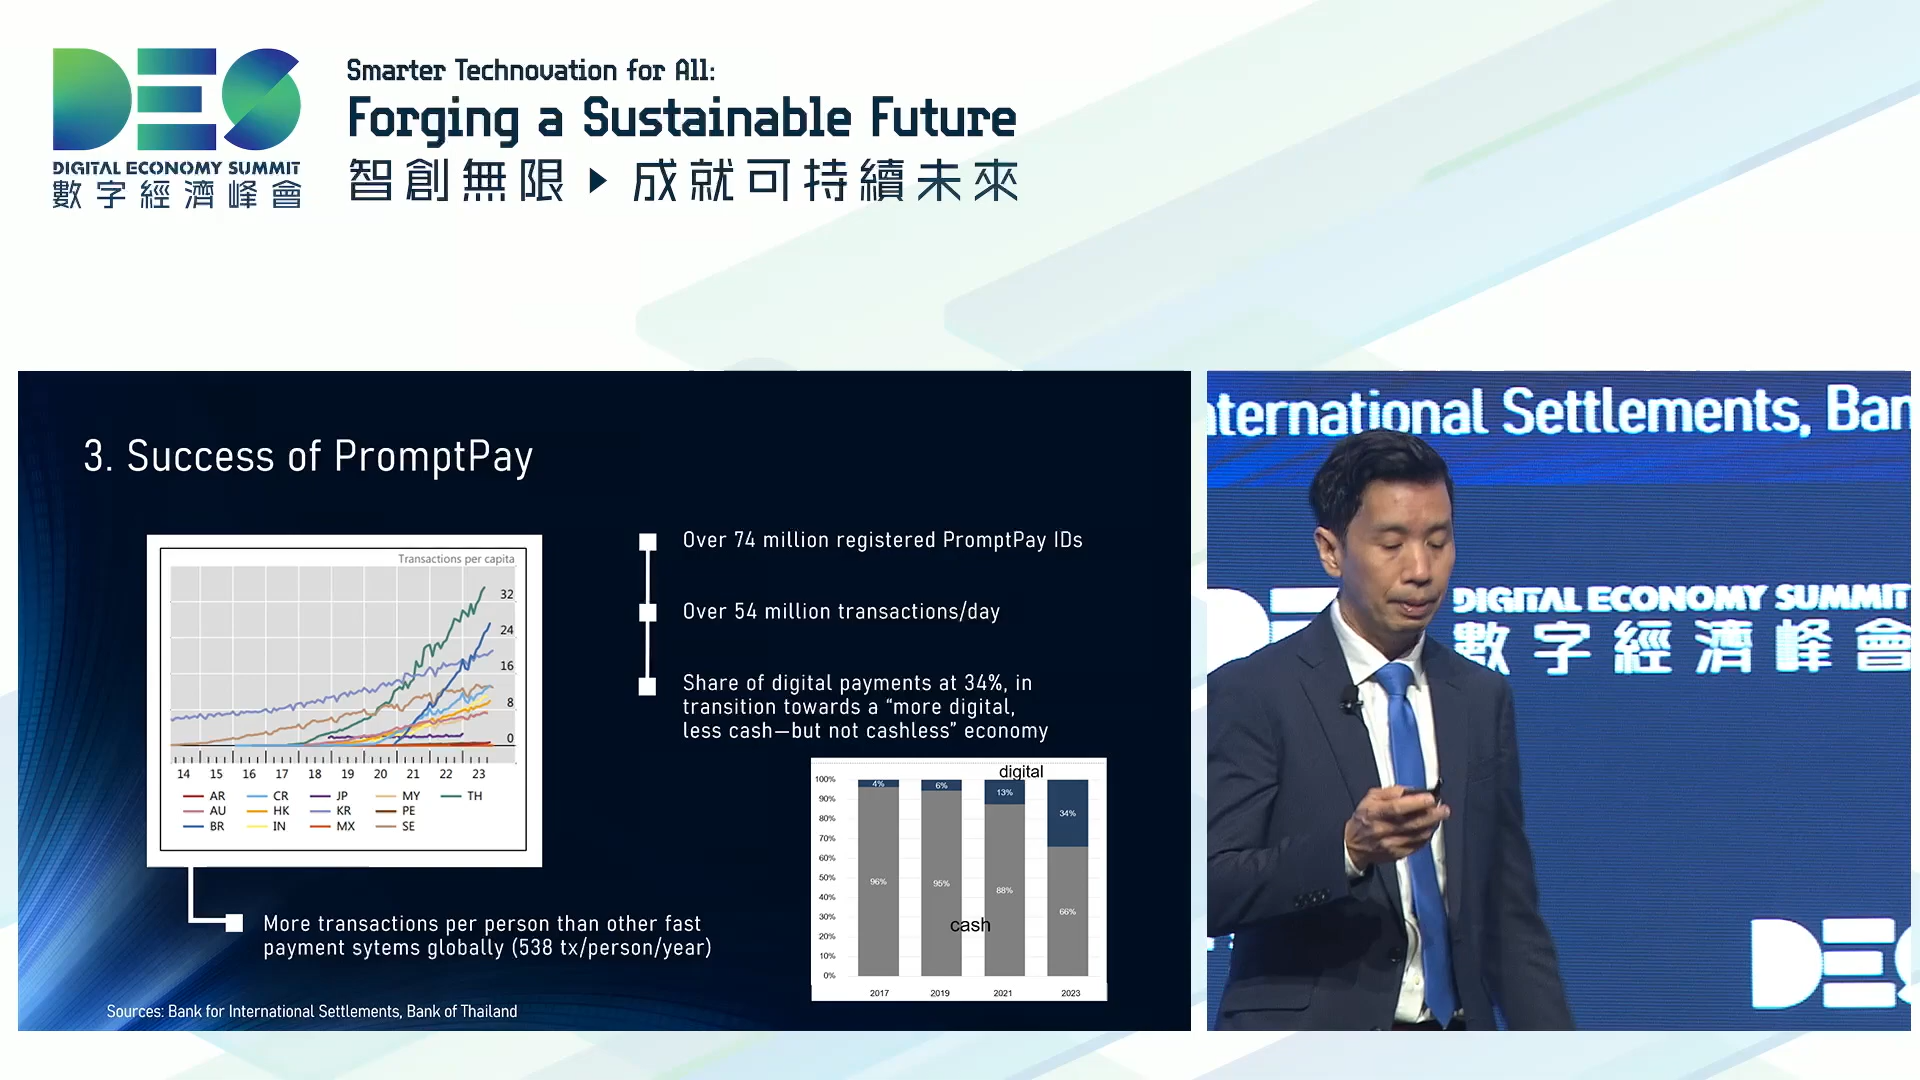 DES
DIGITAL ECONOMY SUMMIT
數字經濟峰會
Smarter Technovation for All:
Forging a Sustainable Future
智創無限 ▶ 成就可持續未來
3. Success of PromptPay
Transactions per capita
32
24
16
8
0
14 15 16 17 18 19 20 21 22 23
AR CR JP MY TH
AU HK KR PE
BR IN MX SE
More transactions per person than other fast
payment sytems globally (538 tx/person/year)
Sources: Bank for International Settlements, Bank of Thailand
Over 74 million registered PromptPay IDs
Over 54 million transactions/day
Share of digital payments at 34%, in
transition towards a “more digital,
less cash—but not cashless” economy
digital
100%
90%
80%
70%
60%
50%
40%
30%
20%
10%
0%
4% 6% 13% 34%
96% 95% 88% 66%
cash
2017 2019 2021 2023
nternational Settlements, Ban
DIGITAL ECONOMY SUMMIT
數字經濟峰會
DES